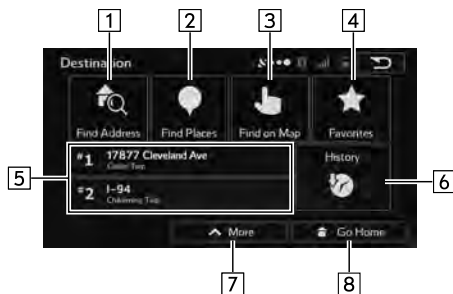 1 2 3 4
Destination
Find Address Find Places Find on Map Favorites
5
#1 17877 Cleveland Ave
History
6
#2 I-94
More Go Home
7 8